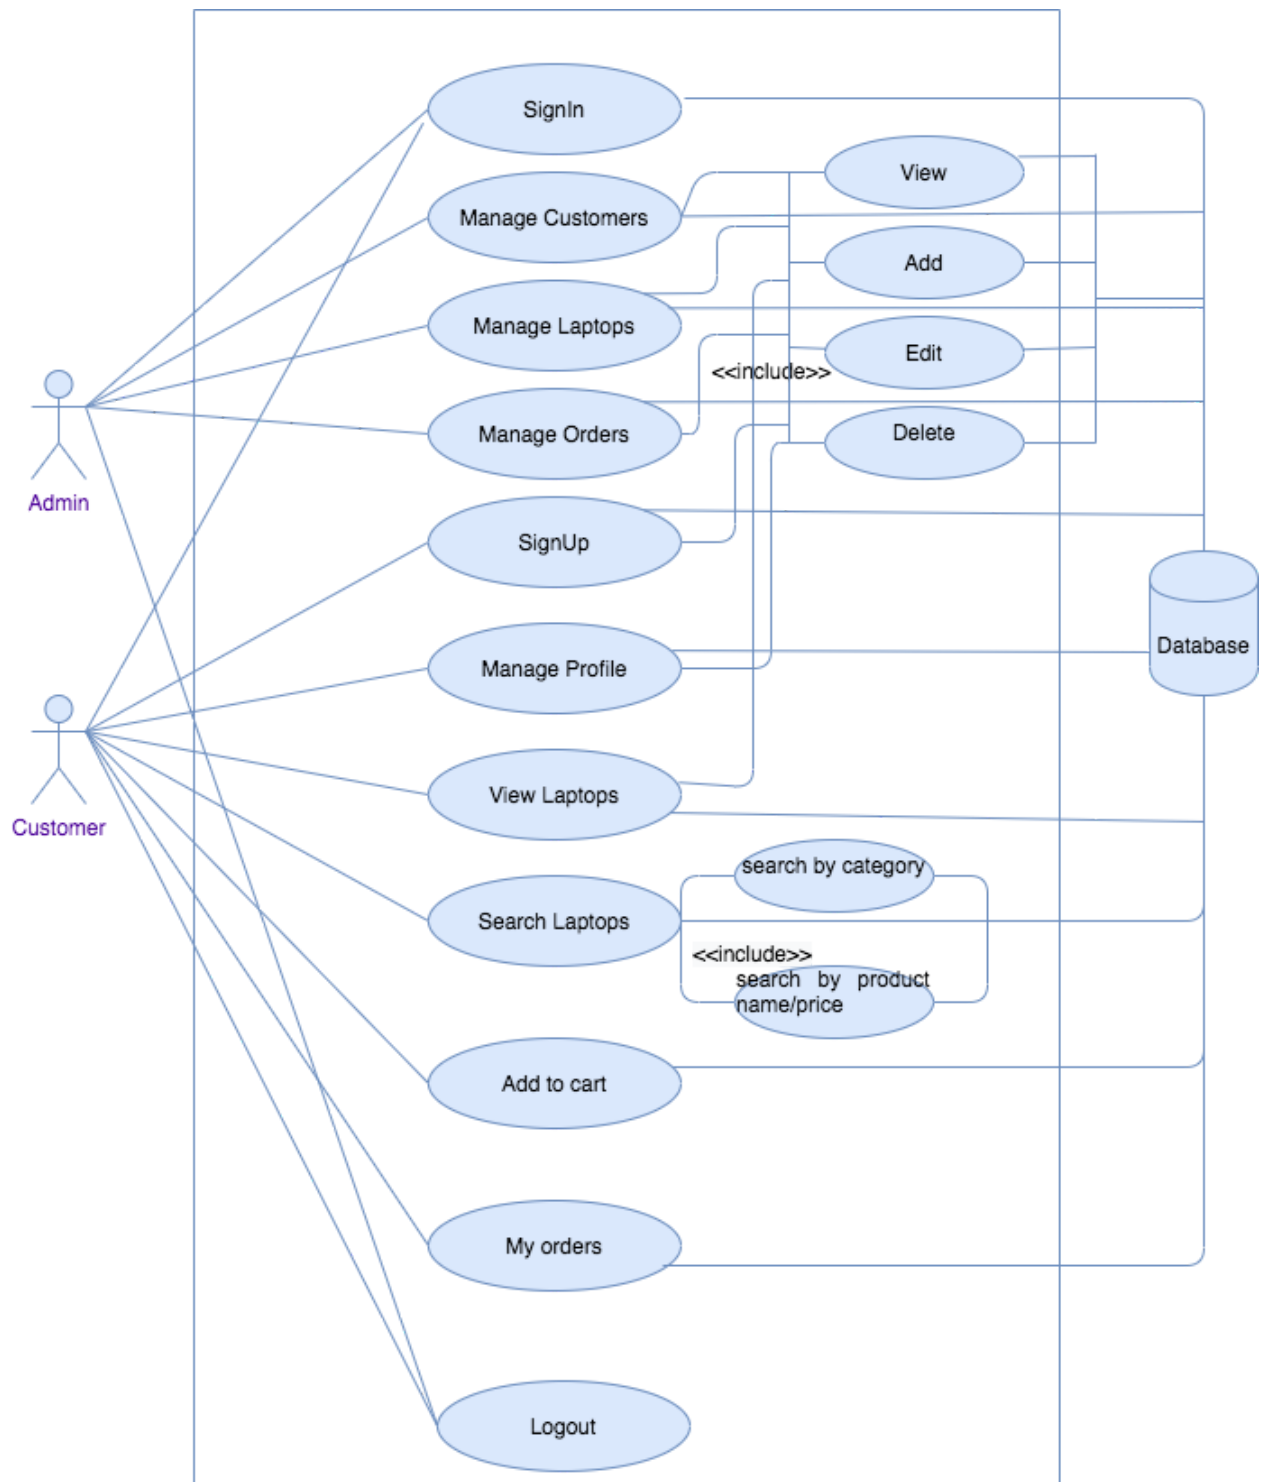 SignIn
View
Manage Customers
Add
Manage Laptops
Edit
<<include>>
Manage Orders
Delete
Admin
SignUp
Database
Manage Profile
View Laptops
Customer
search by category
Search Laptops
<<include>>
search by product
name/price
Add to cart
My orders
Logout